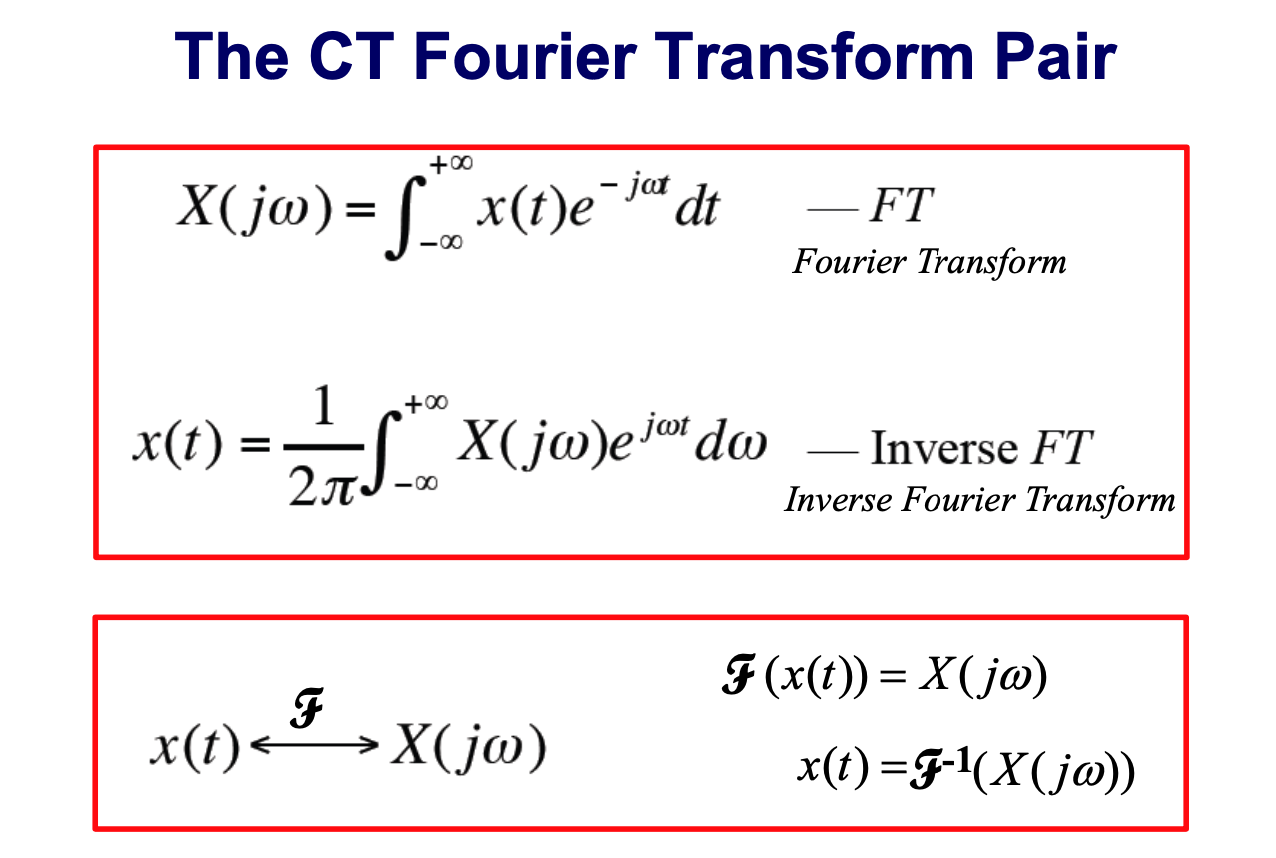 The CT Fourier Transform Pair
X(jω) = ∫_{−∞}^{+∞} x(t)e^{− jωt} dt — FT
Fourier Transform
x(t) = \frac{1}{2π} ∫_{−∞}^{+∞} X(jω)e^{jωt} dω — Inverse FT
Inverse Fourier Transform
ℱ(x(t)) = X(jω)
x(t) ⟷^{ℱ} X(jω)
x(t) = ℱ^{-1}(X(jω))